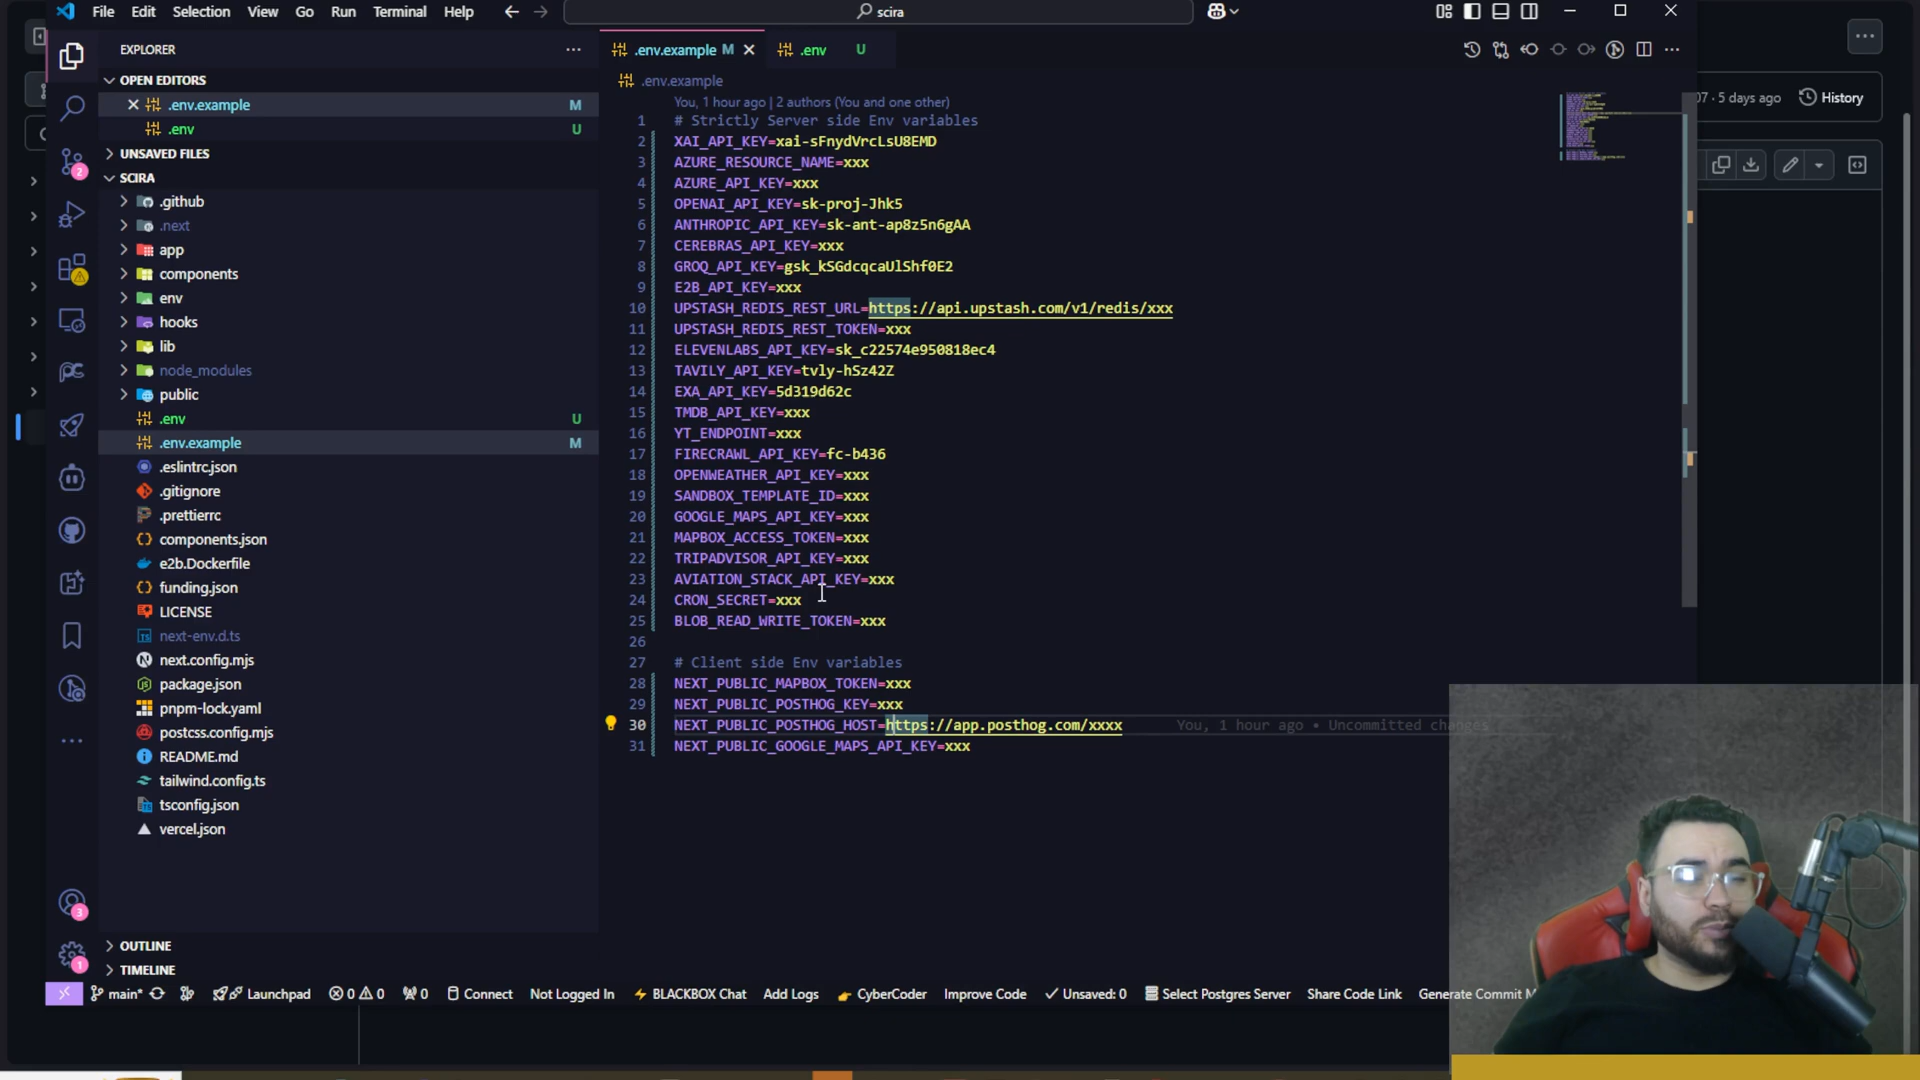 File Edit Selection View Go Run Terminal Help
scira
EXPLORER
OPEN EDITORS
.env.example M
.env U
UNSAVED FILES
SCIRA
.github
.next
app
components
env
hooks
lib
node_modules
public
.env U
.env.example M
.eslintrc.json
.gitignore
.prettierrc
components.json
e2b.Dockerfile
funding.json
LICENSE
next-env.d.ts
next.config.mjs
package.json
pnpm-lock.yaml
postcss.config.mjs
README.md
tailwind.config.ts
tsconfig.json
vercel.json
OUTLINE
TIMELINE
2
3
1
.env.example M
.env U
.env.example
You, 1 hour ago | 2 authors (You and one other)
1 # Strictly Server side Env variables
2 XAI_API_KEY=xai-sFnydVrcLsU8EMD
3 AZURE_RESOURCE_NAME=xxx
4 AZURE_API_KEY=xxx
5 OPENAI_API_KEY=sk-proj-Jhk5
6 ANTHROPIC_API_KEY=sk-ant-ap8z5n6gAA
7 CEREBRAS_API_KEY=xxx
8 GROQ_API_KEY=gsk_kSGdcqcaUlShf0E2
9 E2B_API_KEY=xxx
10 UPSTASH_REDIS_REST_URL=https://api.upstash.com/v1/redis/xxx
11 UPSTASH_REDIS_REST_TOKEN=xxx
12 ELEVENLABS_API_KEY=sk_c22574e950818ec4
13 TAVILY_API_KEY=tvly-hSz42Z
14 EXA_API_KEY=5d319d62c
15 TMDB_API_KEY=xxx
16 YT_ENDPOINT=xxx
17 FIRECRAWL_API_KEY=fc-b436
18 OPENWEATHER_API_KEY=xxx
19 SANDBOX_TEMPLATE_ID=xxx
20 GOOGLE_MAPS_API_KEY=xxx
21 MAPBOX_ACCESS_TOKEN=xxx
22 TRIPADVISOR_API_KEY=xxx
23 AVIATION_STACK_API_KEY=xxx
24 CRON_SECRET=xxx
25 BLOB_READ_WRITE_TOKEN=xxx
26
27 # Client side Env variables
28 NEXT_PUBLIC_MAPBOX_TOKEN=xxx
29 NEXT_PUBLIC_POSTHOG_KEY=xxx
30 NEXT_PUBLIC_POSTHOG_HOST=https://app.posthog.com/xxxx You, 1 hour ago • Uncommitted changes
31 NEXT_PUBLIC_GOOGLE_MAPS_API_KEY=xxx
07 · 5 days ago History
main* 0 0 0 Launchpad Connect Not Logged In BLACKBOX Chat Add Logs CyberCoder Improve Code Unsaved: 0 Select Postgres Server Share Code Link Generate Commit